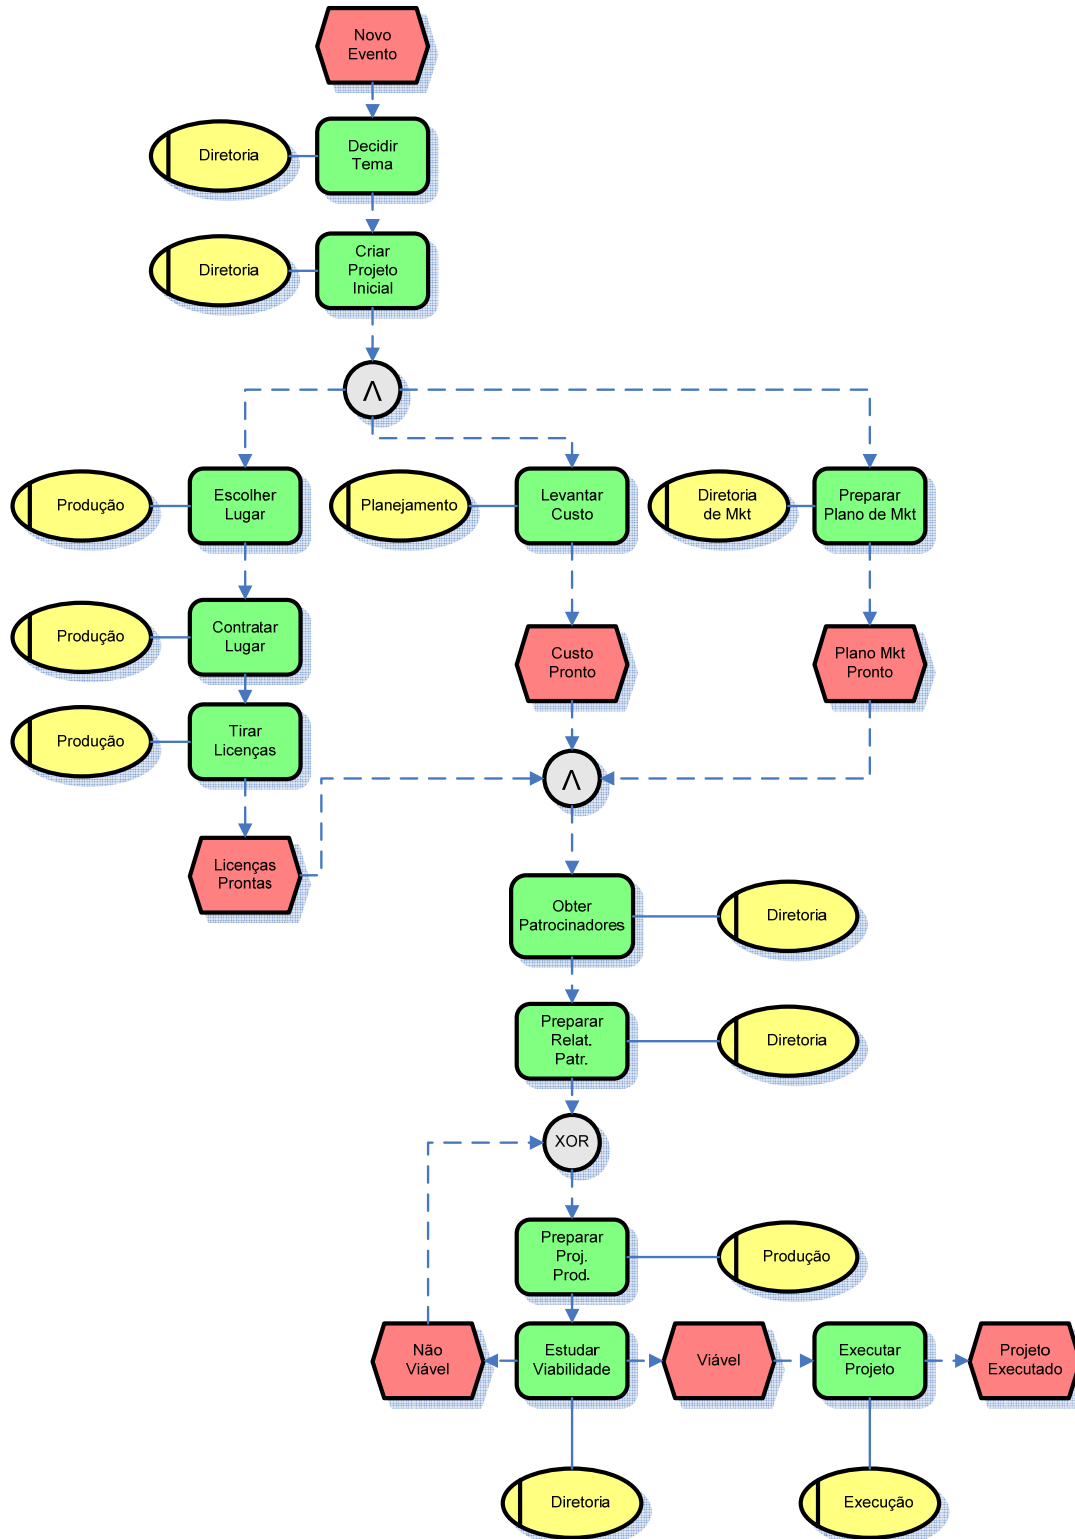 Novo
Evento
Diretoria
Decidir
Tema
Diretoria
Criar
Projeto
Inicial
Λ
Produção
Escolher
Lugar
Planejamento
Levantar
Custo
Diretoria
de Mkt
Preparar
Plano de Mkt
Produção
Contratar
Lugar
Custo
Pronto
Plano Mkt
Pronto
Produção
Tirar
Licenças
Λ
Licenças
Prontas
Obter
Patrocinadores
Diretoria
Preparar
Relat.
Patr.
Diretoria
XOR
Preparar
Proj.
Prod.
Produção
Não
Viável
Estudar
Viabilidade
Viável
Executar
Projeto
Projeto
Executado
Diretoria
Execução